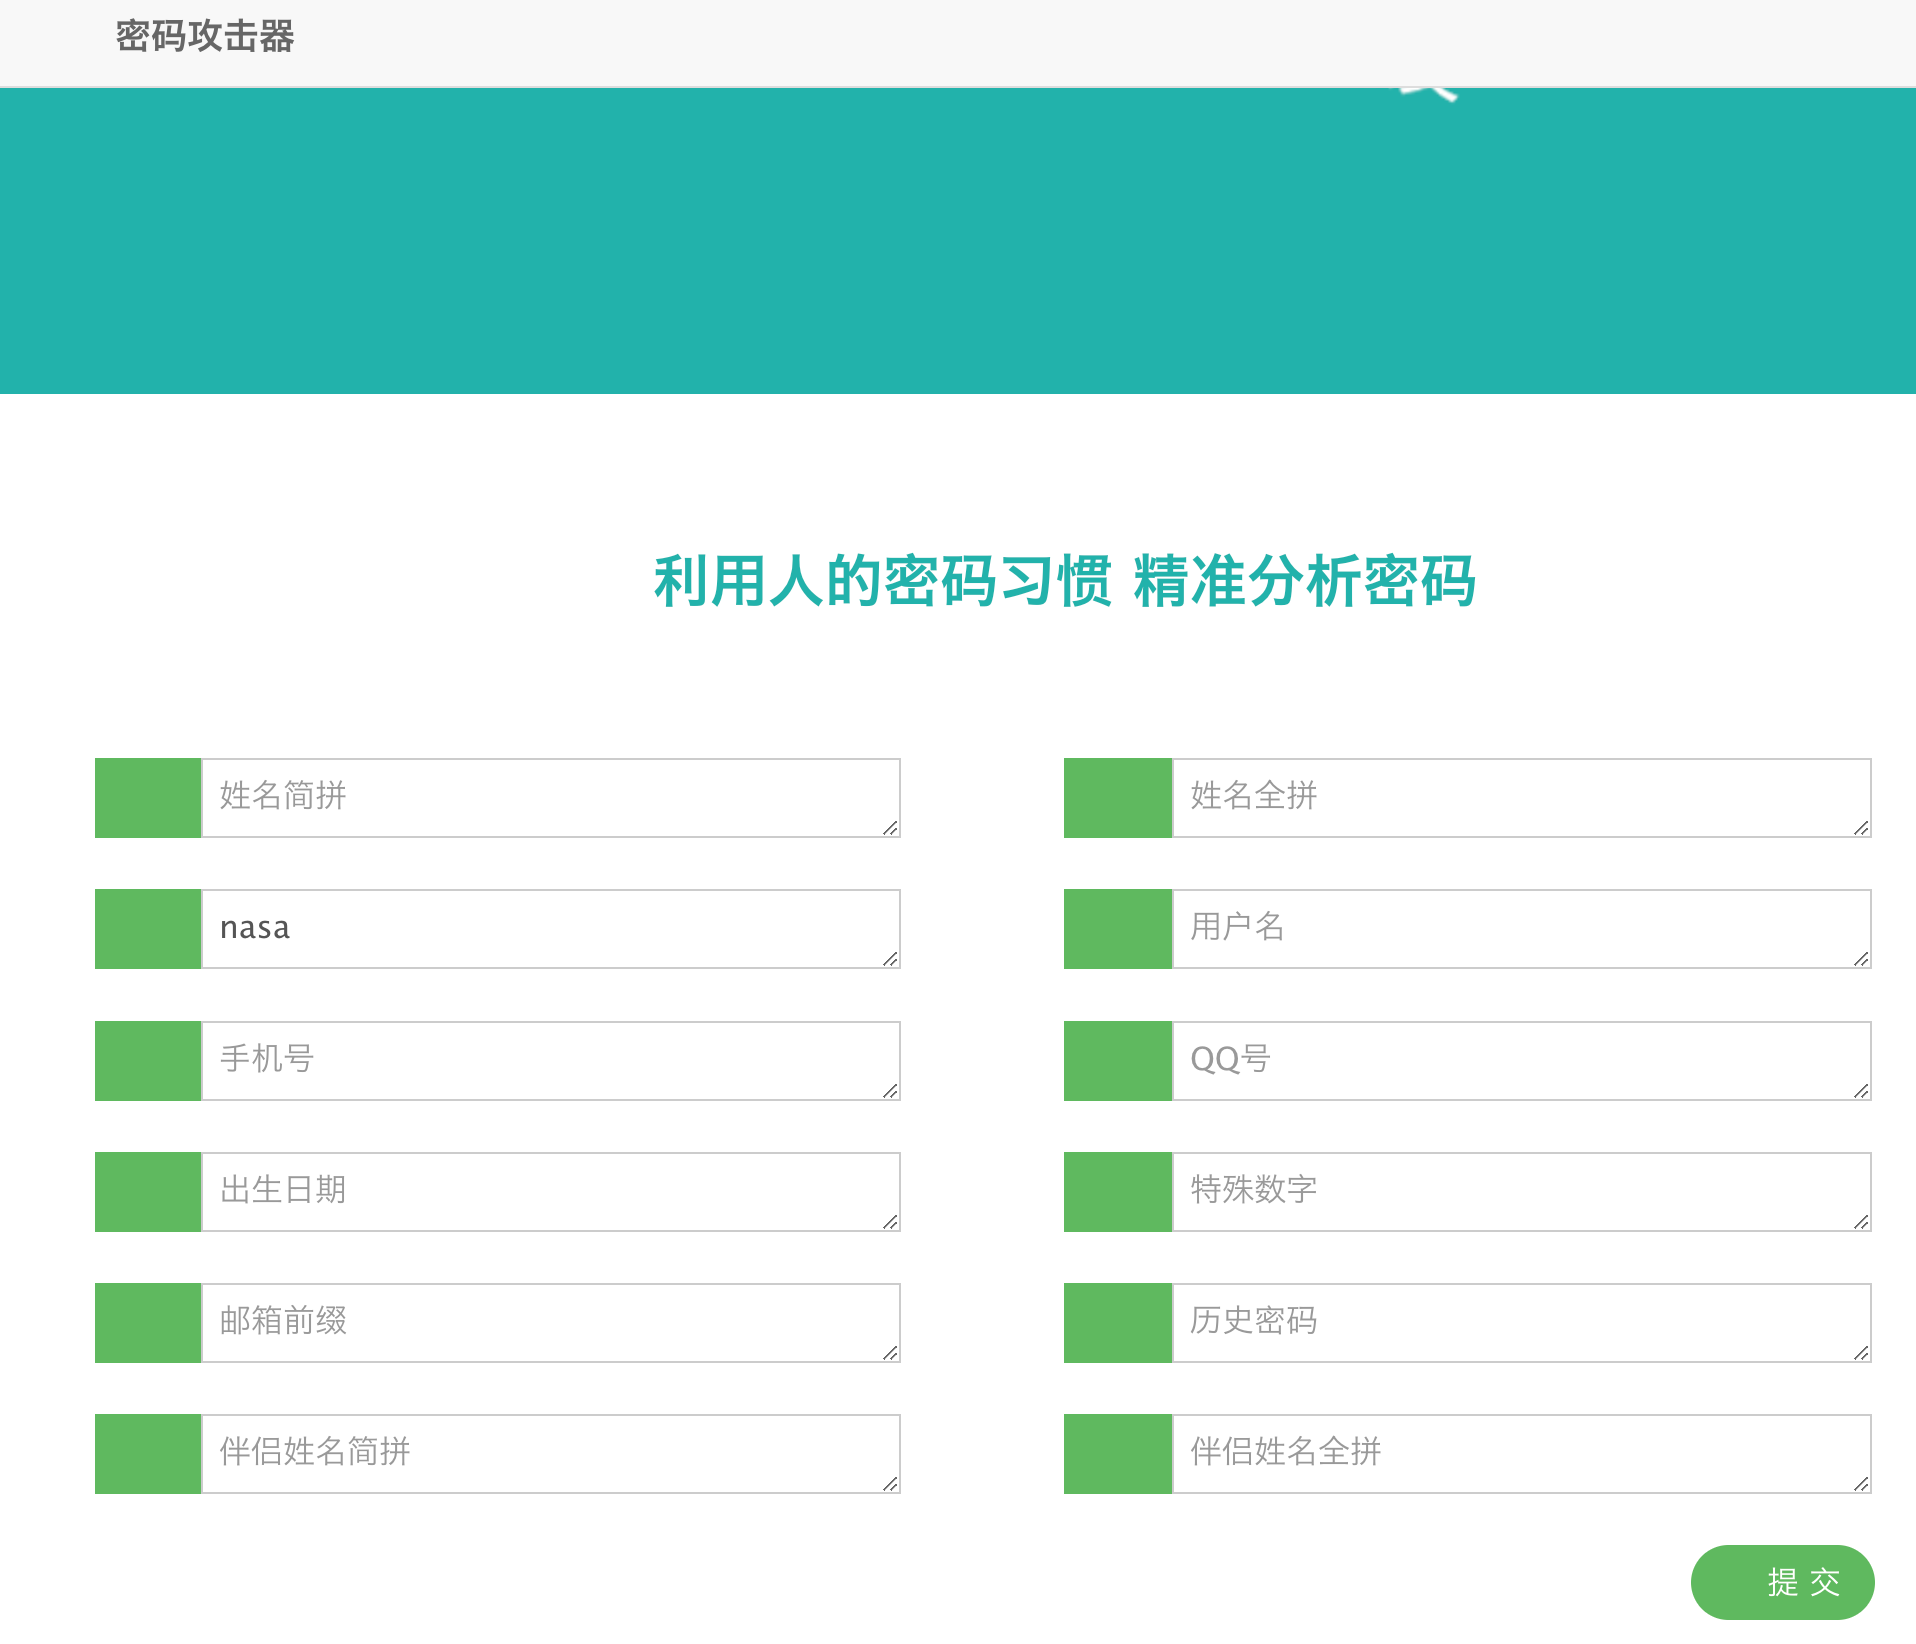 密码攻击器
利用人的密码习惯 精准分析密码
姓名简拼
姓名全拼
nasa
用户名
手机号
QQ号
出生日期
特殊数字
邮箱前缀
历史密码
伴侣姓名简拼
伴侣姓名全拼
提 交